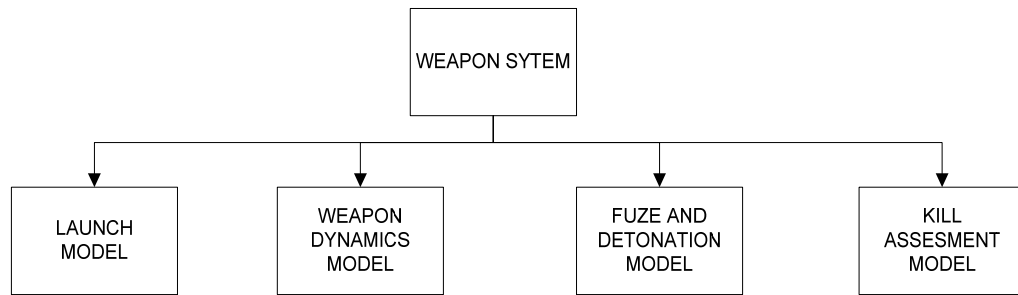 WEAPON SYTEM
LAUNCH
MODEL
WEAPON
DYNAMICS
MODEL
FUZE AND
DETONATION
MODEL
KILL
ASSESMENT
MODEL